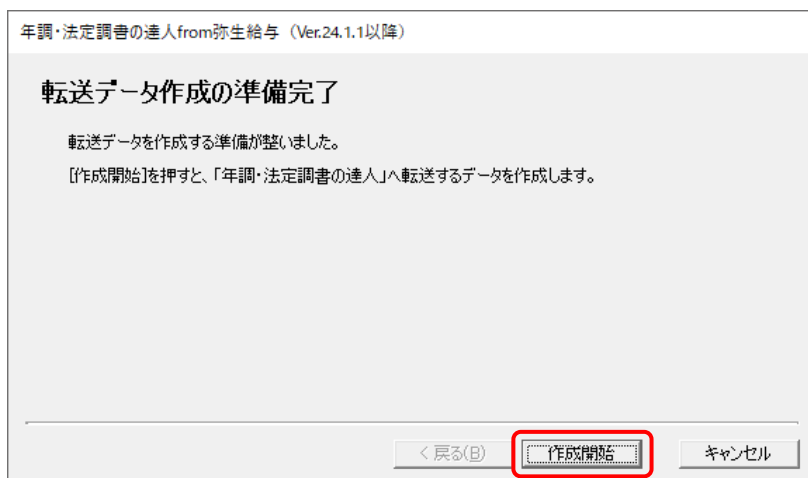 年調・法定調書の達人from弥生給与（Ver.24.1.1以降）
転送データ作成の準備完了
転送データを作成する準備が整いました。
[作成開始]を押すと、「年調・法定調書の達人」へ転送するデータを作成します。
< 戻る(B) 作成開始 キャンセル